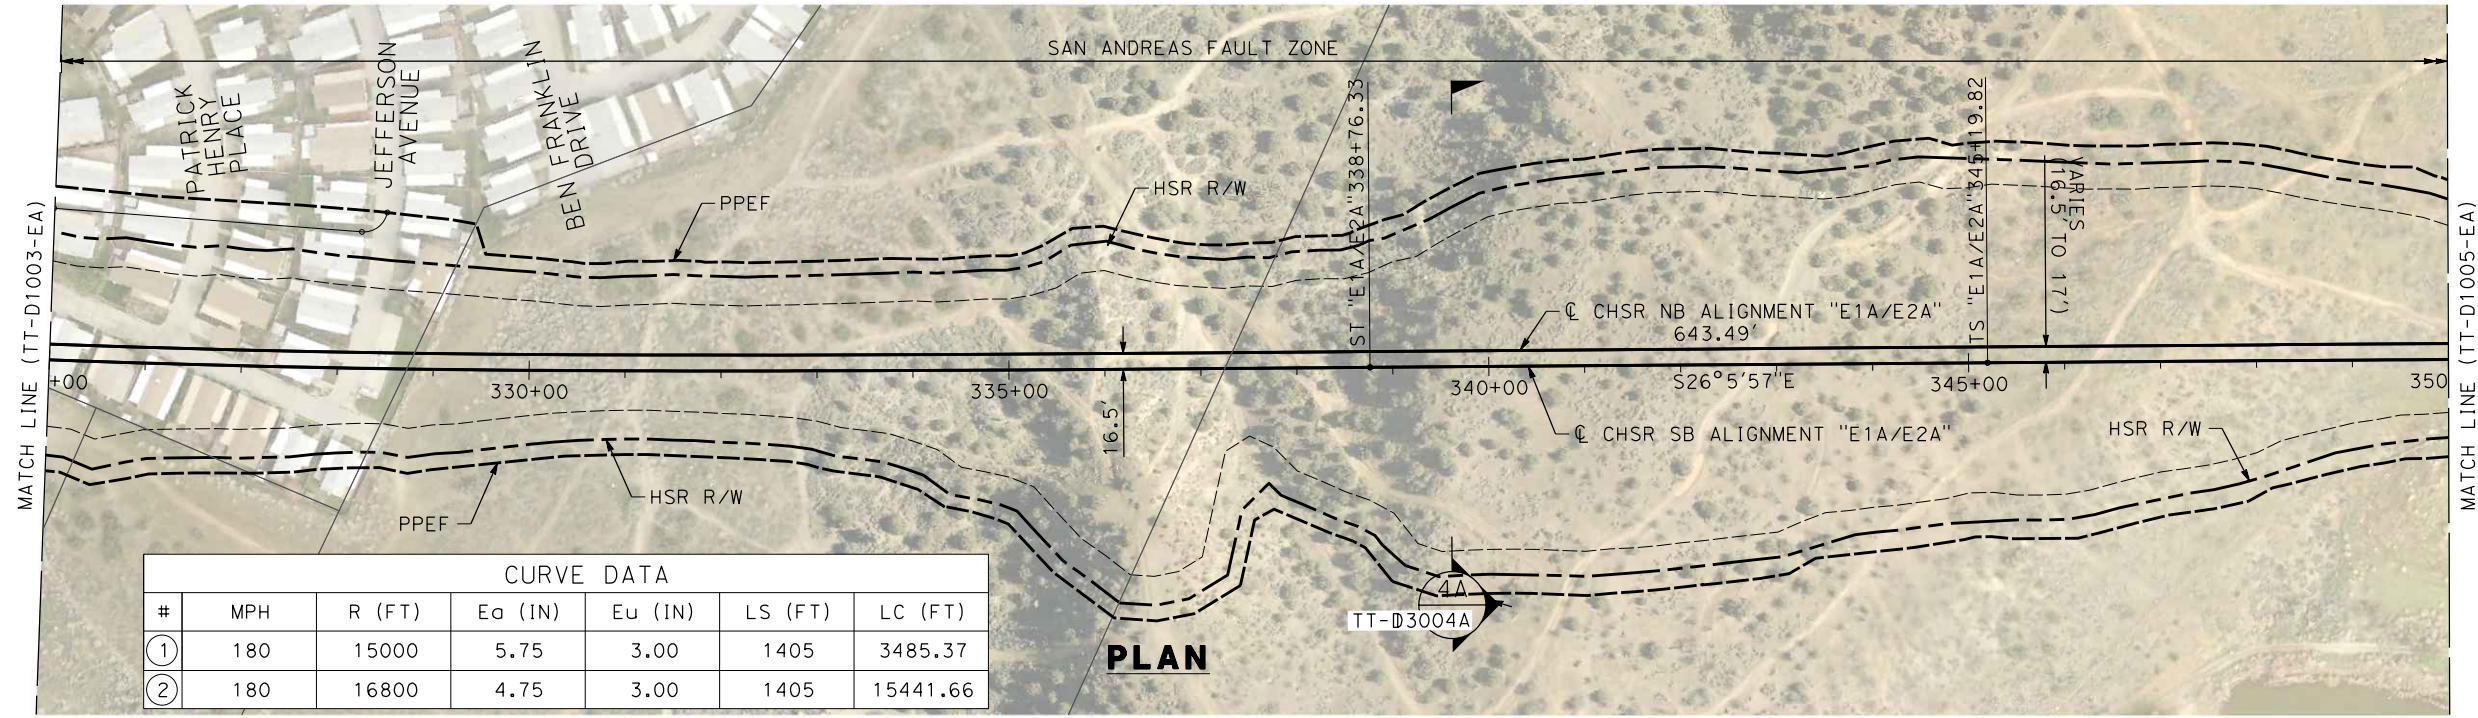 SAN ANDREAS FAULT ZONE
PATRICK
HENRY
PLACE
JEFFERSON
AVENUE
BEN FRANKLIN
DRIVE
PPEF
HSR R/W
ST "E1A/E2A"338+76.33
TS "E1A/E2A"345+19.82
VARIES
(16.5' TO 17')
MATCH LINE (TT-D1003-EA)
MATCH LINE (TT-D1005-EA)
℄ CHSR NB ALIGNMENT "E1A/E2A"
643.49'
+00
330+00
335+00
340+00
S26°5'57"E
345+00
350
16.5'
℄ CHSR SB ALIGNMENT "E1A/E2A"
HSR R/W
HSR R/W
PPEF
4A
TT-D3004A
PLAN
CURVE DATA
# MPH R (FT) Ea (IN) Eu (IN) LS (FT) LC (FT)
1 180 15000 5.75 3.00 1405 3485.37
2 180 16800 4.75 3.00 1405 15441.66